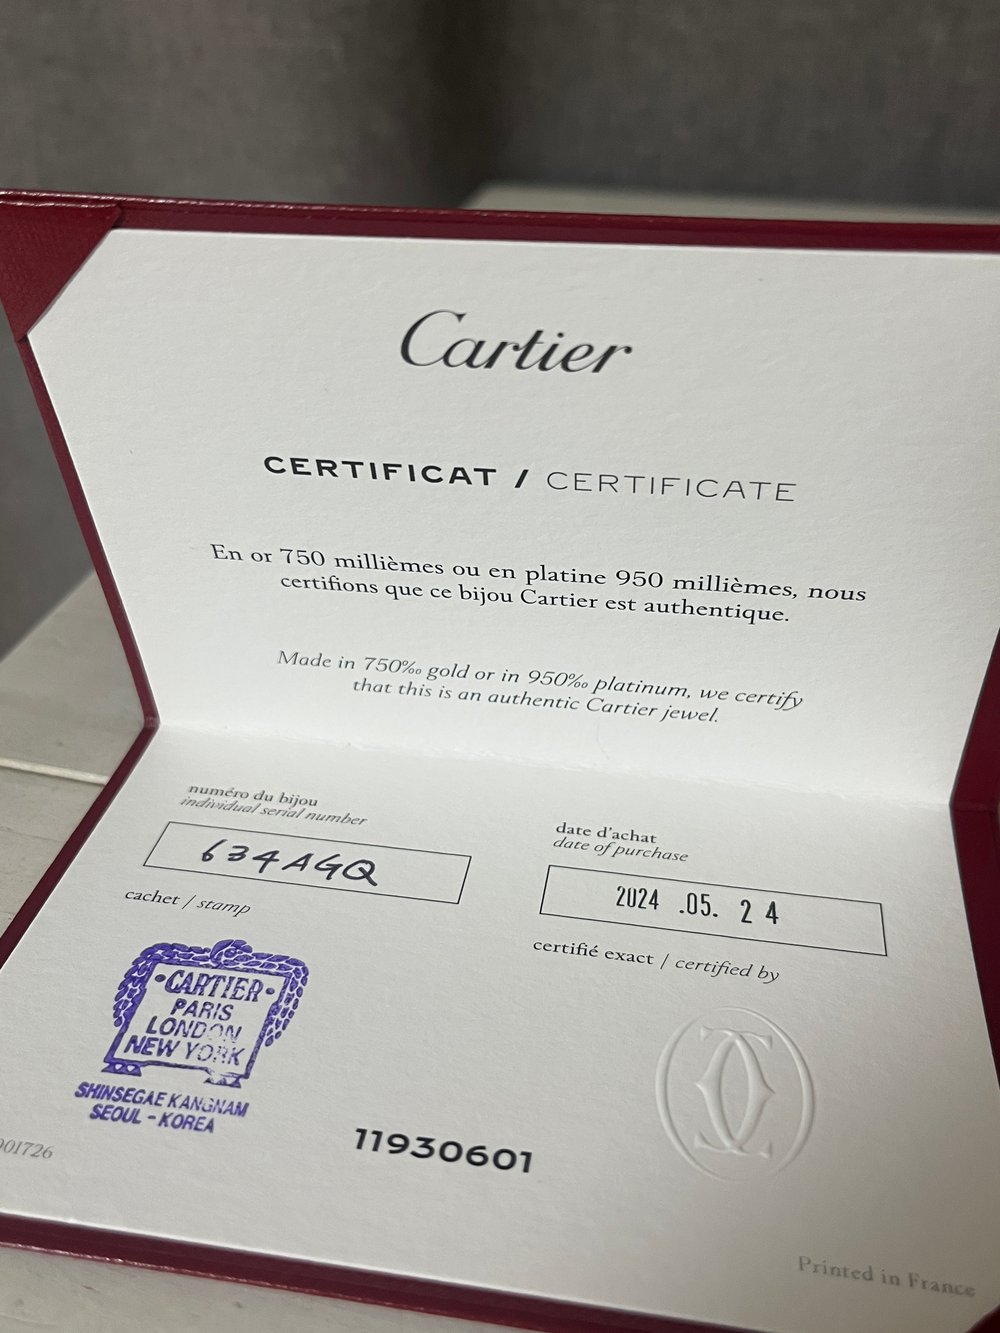 Cartier
CERTIFICAT / CERTIFICATE
En or 750 millièmes ou en platine 950 millièmes, nous
certifions que ce bijou Cartier est authentique.
Made in 750‰ gold or in 950‰ platinum, we certify
that this is an authentic Cartier jewel.
numéro du bijou
individual serial number
634AGQ
date d'achat
date of purchase
2024 .05. 24
cachet / stamp
certifié exact / certified by
CARTIER
PARIS
LONDON
NEW YORK
SHINSEGAE KANGNAM
SEOUL - KOREA
11930601
Printed in France